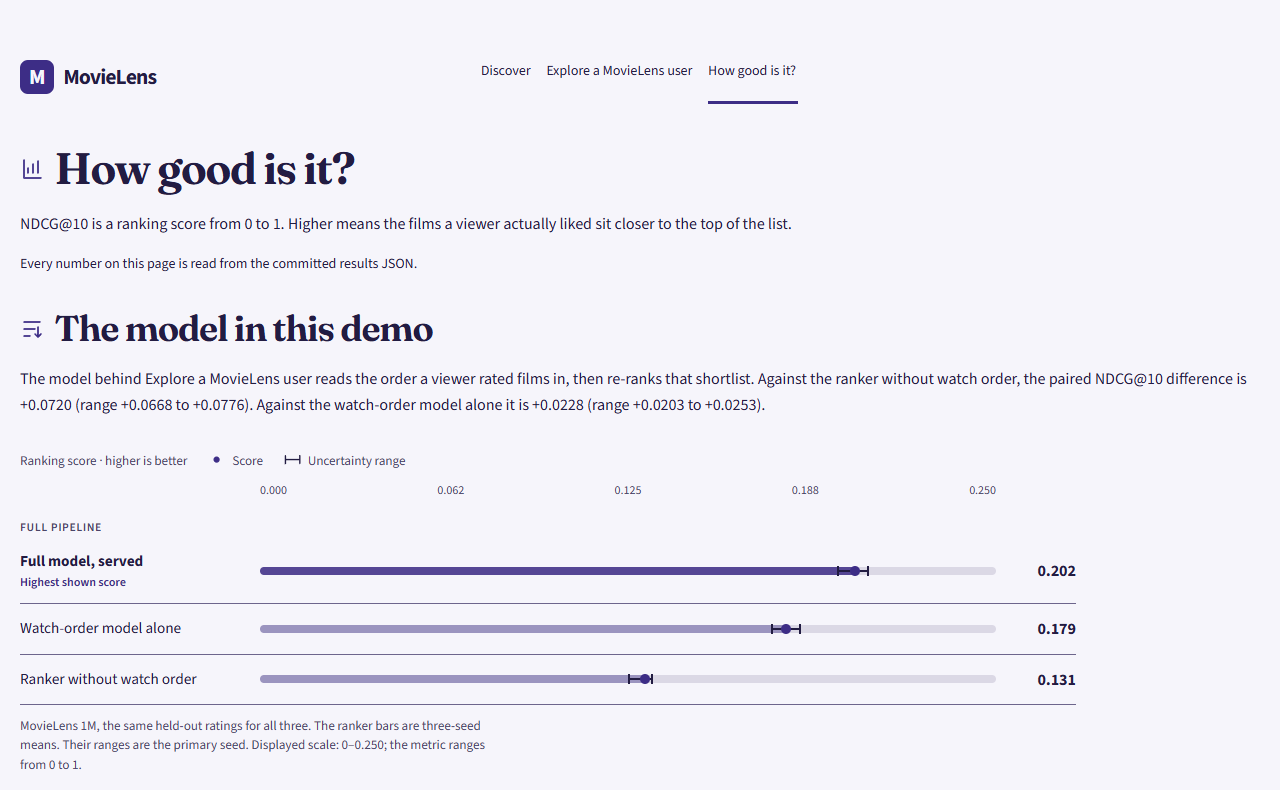 M MovieLens
Discover Explore a MovieLens user How good is it?
How good is it?
NDCG@10 is a ranking score from 0 to 1. Higher means the films a viewer actually liked sit closer to the top of the list.
Every number on this page is read from the committed results JSON.
The model in this demo
The model behind Explore a MovieLens user reads the order a viewer rated films in, then re-ranks that shortlist. Against the ranker without watch order, the paired NDCG@10 difference is
+0.0720 (range +0.0668 to +0.0776). Against the watch-order model alone it is +0.0228 (range +0.0203 to +0.0253).
Ranking score · higher is better Score Uncertainty range
0.000 0.062 0.125 0.188 0.250
FULL PIPELINE
Full model, served
Highest shown score
0.202
Watch-order model alone 0.179
Ranker without watch order 0.131
MovieLens 1M, the same held-out ratings for all three. The ranker bars are three-seed
means. Their ranges are the primary seed. Displayed scale: 0–0.250; the metric ranges
from 0 to 1.